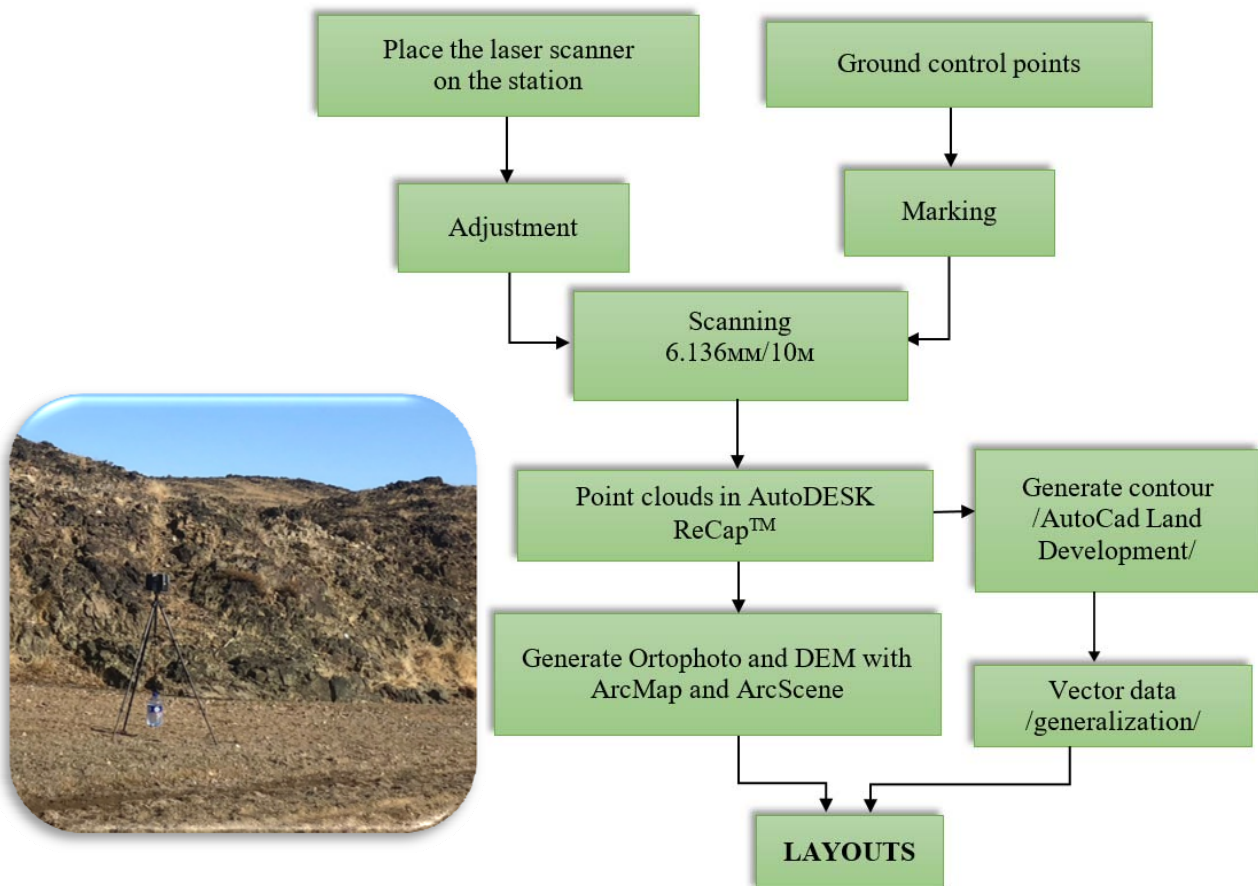 Place the laser scanner
on the station
Ground control points
Adjustment
Marking
Scanning
6.136мм/10м
Point clouds in AutoDESK
ReCap™
Generate contour
/AutoCad Land
Development/
Generate Ortophoto and DEM with
ArcMap and ArcScene
Vector data
/generalization/
LAYOUTS